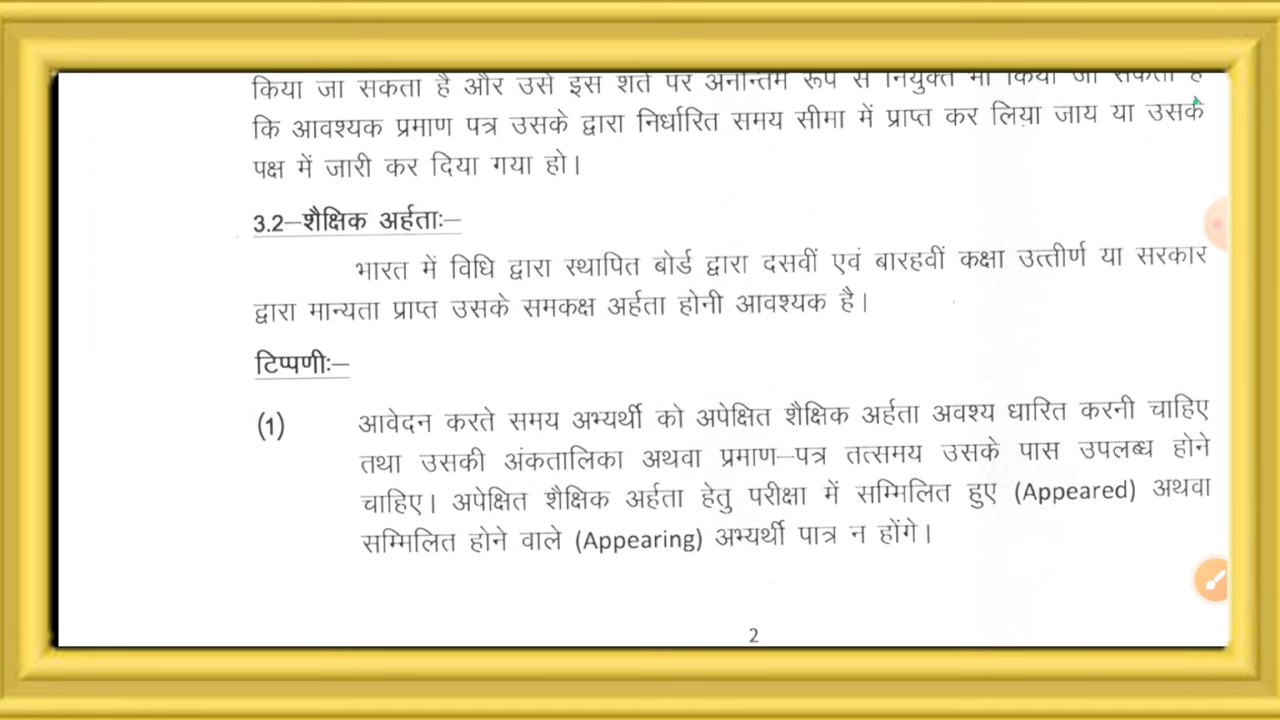 किया जा सकता है और उसे इस शर्त पर अनन्तिम रूप से नियुक्त भी किया जा सकता है
कि आवश्यक प्रमाण पत्र उसके द्वारा निर्धारित समय सीमा में प्राप्त कर लिया जाय या उसके
पक्ष में जारी कर दिया गया हो।
3.2—शैक्षिक अर्हताः—
भारत में विधि द्वारा स्थापित बोर्ड द्वारा दसवीं एवं बारहवीं कक्षा उत्तीर्ण या सरकार
द्वारा मान्यता प्राप्त उसके समकक्ष अर्हता होनी आवश्यक है।
टिप्पणीः—
(1) आवेदन करते समय अभ्यर्थी को अपेक्षित शैक्षिक अर्हता अवश्य धारित करनी चाहिए
तथा उसकी अंकतालिका अथवा प्रमाण—पत्र तत्समय उसके पास उपलब्ध होने
चाहिए। अपेक्षित शैक्षिक अर्हता हेतु परीक्षा में सम्मिलित हुए (Appeared) अथवा
सम्मिलित होने वाले (Appearing) अभ्यर्थी पात्र न होंगे।
2